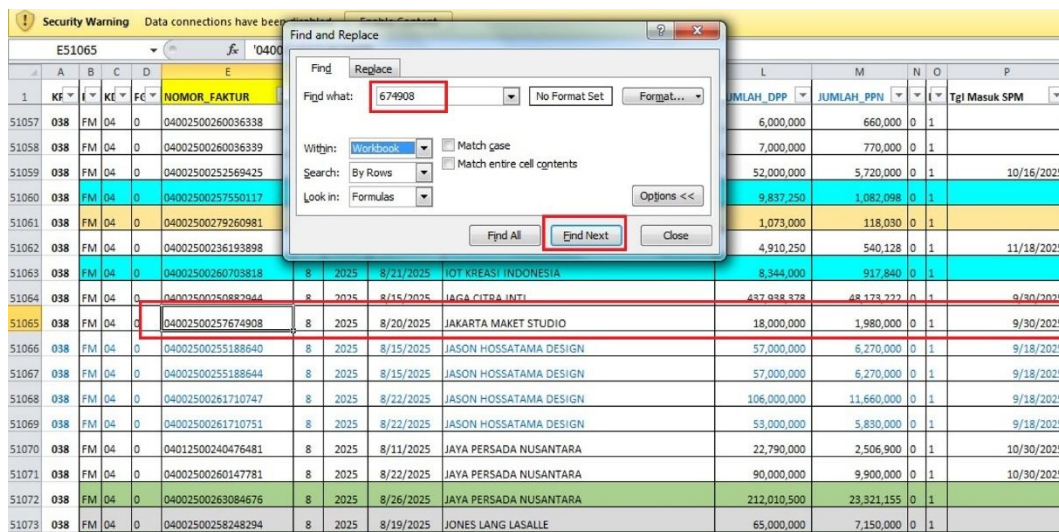 Security Warning Data connections have been disabled Enable Content
E51065 fx '0400
Find and Replace
Find Replace
Find what: 674908 No Format Set Format...
Within: Workbook Match case
Match entire cell contents
Search: By Rows
Look in: Formulas Options <<
Find All Find Next Close
A B C D E L M N O P
1 NOMOR_FAKTUR JUMLAH_DPP JUMLAH_PPN Tgl Masuk SPM
51057 038 FM 04 0 04002500260036338 6,000,000 660,000 0 1
51058 038 FM 04 0 04002500260036339 7,000,000 770,000 0 1
51059 038 FM 04 0 04002500252569425 52,000,000 5,720,000 0 1 10/16/202
51060 038 FM 04 0 04002500257550117 9,837,250 1,082,098 0 1
51061 038 FM 04 0 04002500279260981 1,073,000 118,030 0 1
51062 038 FM 04 0 04002500236193898 4,910,250 540,128 0 1 11/18/202
51063 038 FM 04 0 04002500260703818 8 2025 8/21/2025 IOT KREASI INDONESIA 8,344,000 917,840 0 1
51064 038 FM 04 0 04002500250882944 8 2025 8/15/2025 JAGA CITRA INTI 437,938,378 48,173,222 0 1 9/30/202
51065 038 FM 04 0 04002500257674908 8 2025 8/20/2025 JAKARTA MAKET STUDIO 18,000,000 1,980,000 0 1 9/30/202
51066 038 FM 04 0 04002500255188640 8 2025 8/15/2025 JASON HOSSATAMA DESIGN 57,000,000 6,270,000 0 1 9/18/202
51067 038 FM 04 0 04002500255188644 8 2025 8/15/2025 JASON HOSSATAMA DESIGN 57,000,000 6,270,000 0 1 9/18/202
51068 038 FM 04 0 04002500261710747 8 2025 8/22/2025 JASON HOSSATAMA DESIGN 106,000,000 11,660,000 0 1 9/18/202
51069 038 FM 04 0 04002500261710751 8 2025 8/22/2025 JASON HOSSATAMA DESIGN 53,000,000 5,830,000 0 1 9/18/202
51070 038 FM 04 0 04012500240476481 8 2025 8/11/2025 JAYA PERSADA NUSANTARA 22,790,000 2,506,900 0 1 10/30/202
51071 038 FM 04 0 04002500260147781 8 2025 8/22/2025 JAYA PERSADA NUSANTARA 90,000,000 9,900,000 0 1 10/30/202
51072 038 FM 04 0 04002500263084676 8 2025 8/26/2025 JAYA PERSADA NUSANTARA 212,010,500 23,321,155 0 1
51073 038 FM 04 0 04002500258248294 8 2025 8/19/2025 JONES LANG LASALLE 65,000,000 7,150,000 0 1